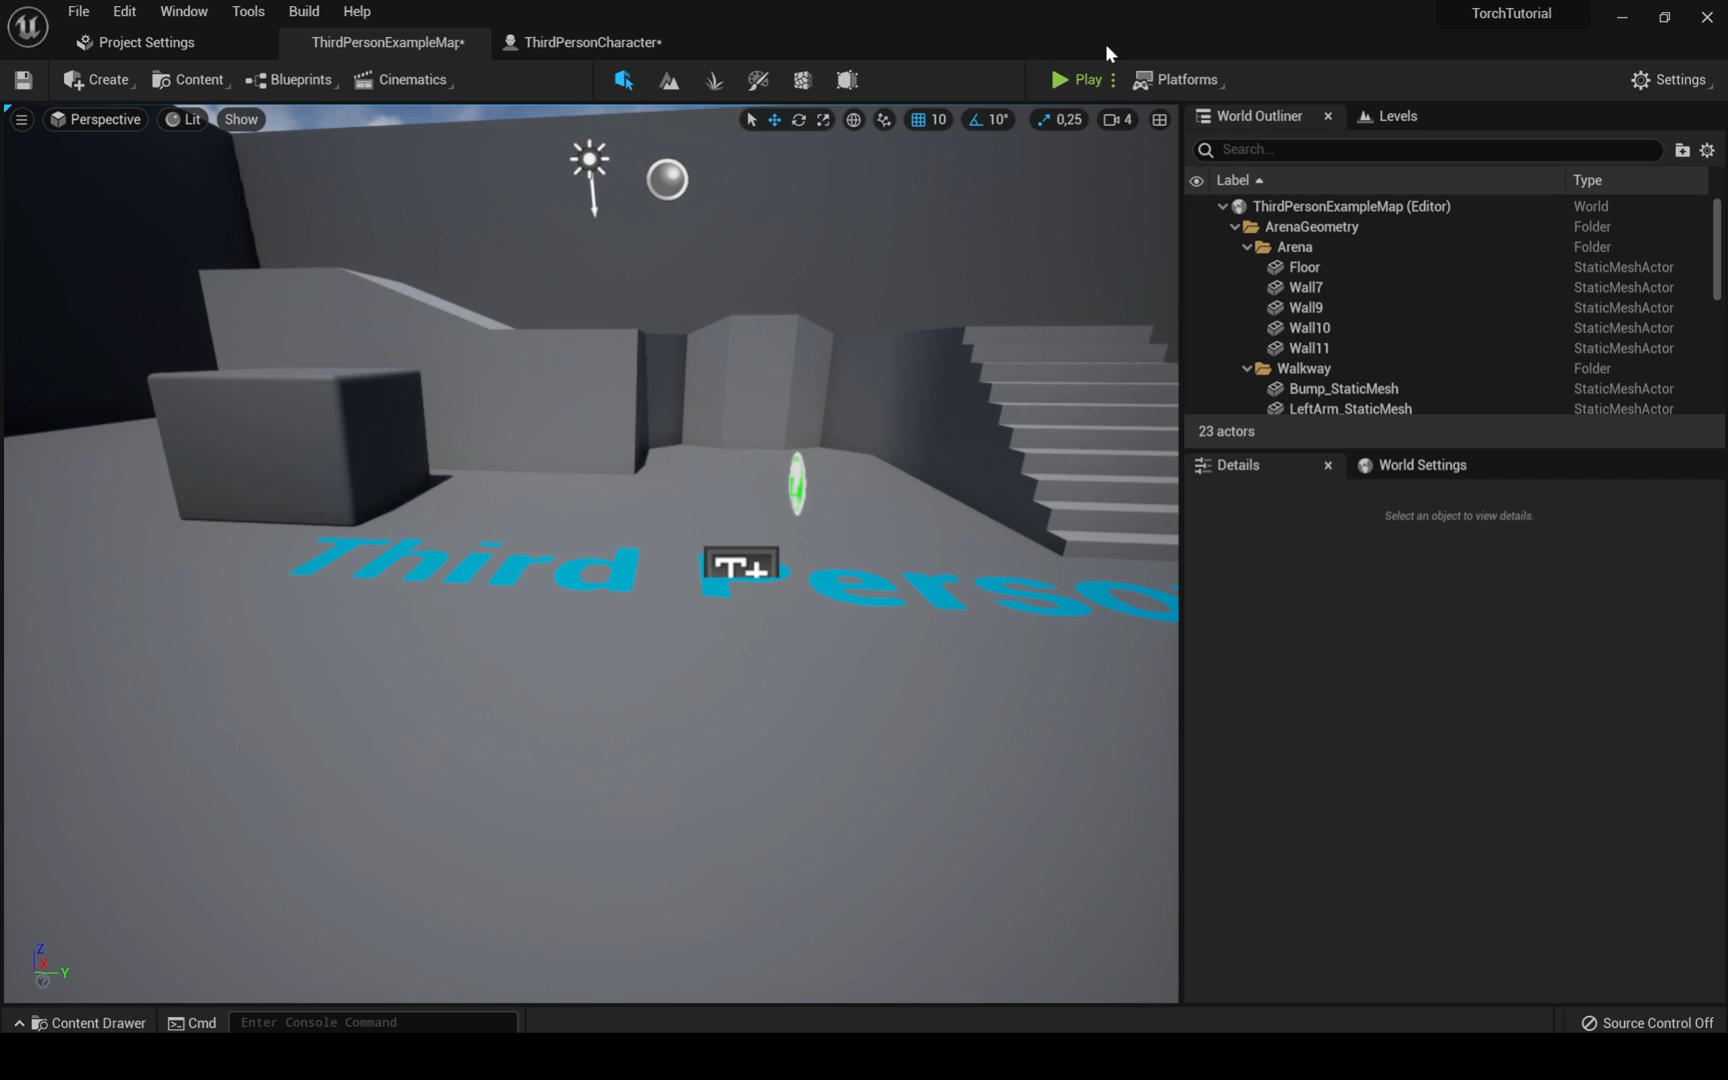 File Edit Window Tools Build Help
TorchTutorial
Project Settings
ThirdPersonExampleMap*
ThirdPersonCharacter*
Create Content Blueprints Cinematics
Play Platforms
Settings
Perspective Lit Show
10 10° 0,25 4
World Outliner
Levels
Search...
Label Type
ThirdPersonExampleMap (Editor) World
ArenaGeometry Folder
Arena Folder
Floor StaticMeshActor
Wall7 StaticMeshActor
Wall9 StaticMeshActor
Wall10 StaticMeshActor
Wall11 StaticMeshActor
Walkway Folder
Bump_StaticMesh StaticMeshActor
LeftArm_StaticMesh StaticMeshActor
23 actors
Details
World Settings
Select an object to view details.
Third Perso
T+
Z
X
Y
Content Drawer Cmd Enter Console Command
Source Control Off